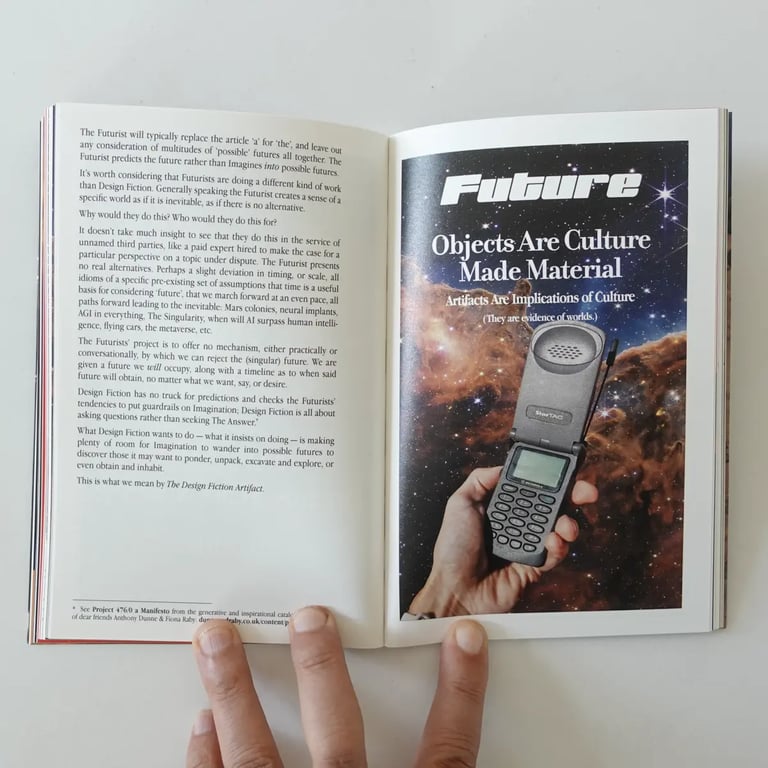 The Futurist will typically replace the article 'a' for 'the', and leave out
any consideration of multitudes of 'possible' futures all together. The
Futurist predicts the future rather than Imagines into possible futures.
It's worth considering that Futurists are doing a different kind of work
than Design Fiction. Generally speaking the Futurist creates a sense of a
specific world as if it is inevitable, as if there is no alternative.
Why would they do this? Who would they do this for?
It doesn't take much insight to see that they do this in the service of
unnamed third parties, like a paid expert hired to make the case for a
particular perspective on a topic under dispute. The Futurist presents
no real alternatives. Perhaps a slight deviation in timing, or scale, all
idioms of a specific pre-existing set of assumptions that time is a useful
basis for considering 'future', that we march forward at an even pace, all
paths forward leading to the inevitable: Mars colonies, neural implants,
AGI in everything, The Singularity, when will AI surpass human intelli-
gence, flying cars, the metaverse, etc.
The Futurists' project is to offer no mechanism, either practically or
conversationally, by which we can reject the (singular) future. We are
given a future we will occupy, along with a timeline as to when said
future will obtain, no matter what we want, say, or desire.
Design Fiction has no truck for predictions and checks the Futurists'
tendencies to put guardrails on Imagination; Design Fiction is all about
asking questions rather than seeking The Answer.*
What Design Fiction wants to do — what it insists on doing — is making
plenty of room for Imagination to wander into possible futures to
discover those it may want to ponder, unpack, excavate and explore, or
even obtain and inhabit.
This is what we mean by The Design Fiction Artifact.
* See Project 476/0 a Manifesto from the generative and inspirational
of dear friends Anthony Dunne & Fiona Raby.
Future
Objects Are Culture
Made Material
Artifacts Are Implications of Culture
(They are evidence of worlds.)
StarTAC